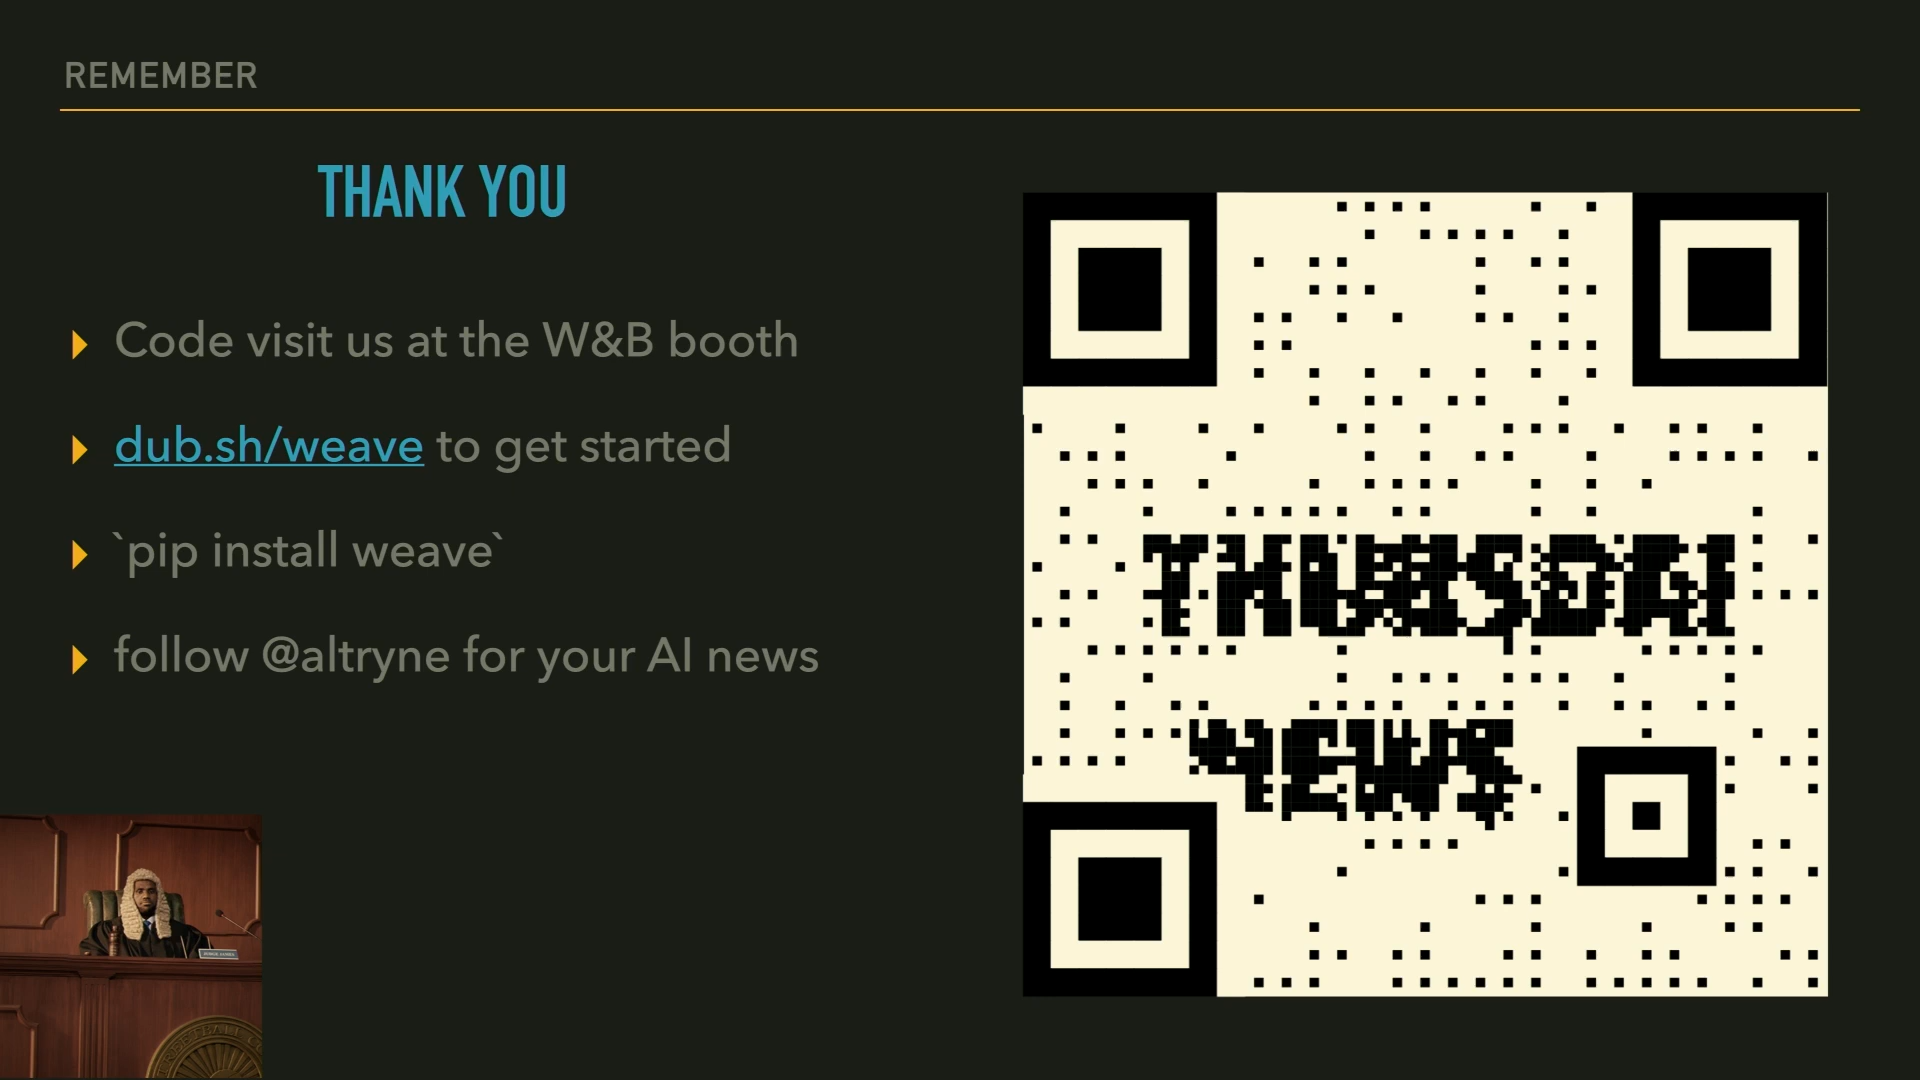 REMEMBER
THANK YOU
Code visit us at the W&B booth
dub.sh/weave to get started
`pip install weave`
follow @altryne for your AI news
THURSDAI
NEWS